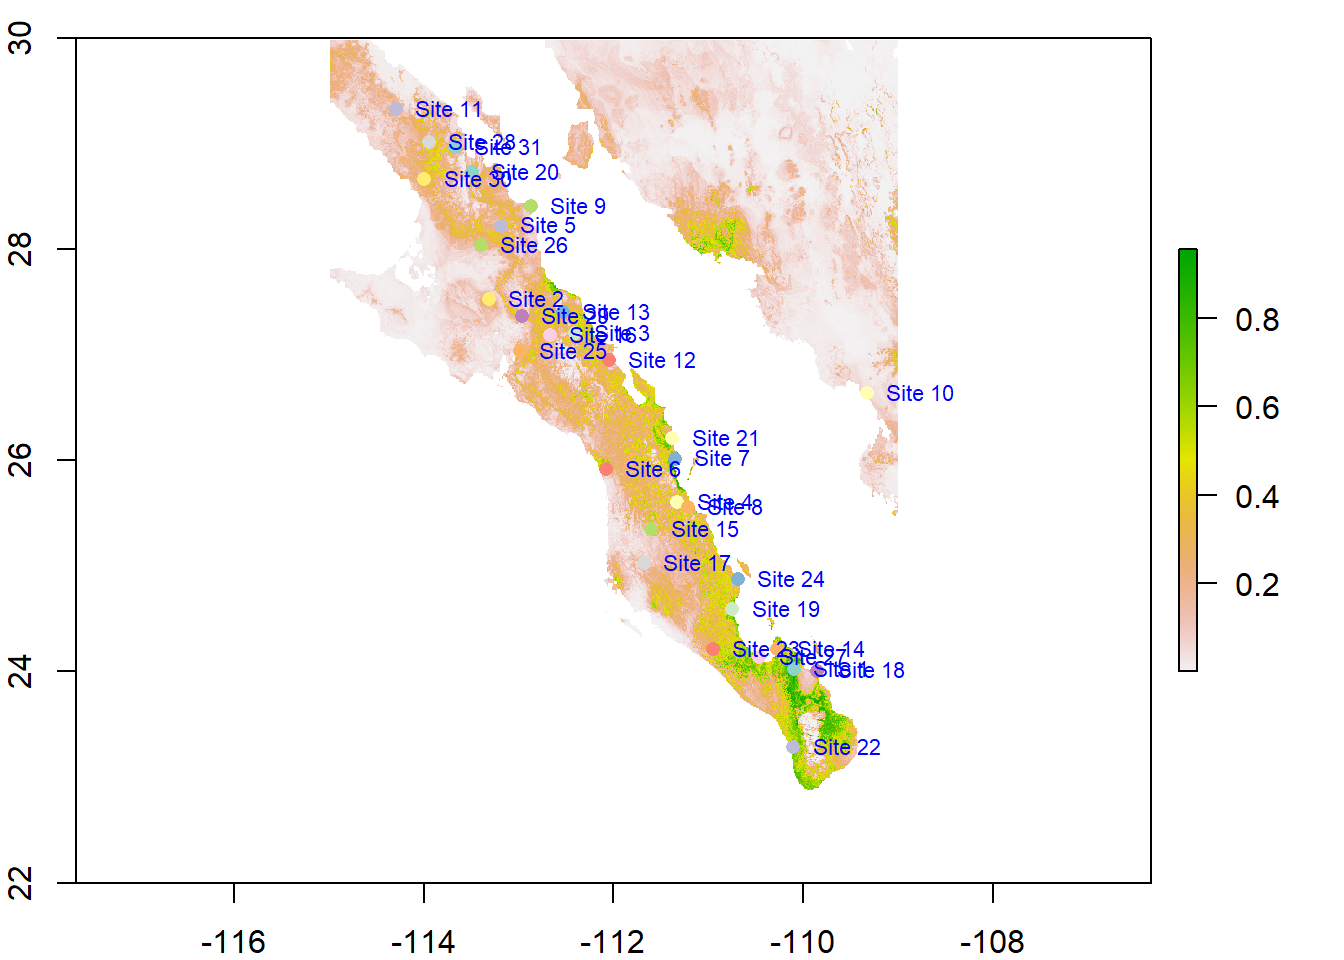 30
28
26
24
22
Site 11
Site 28
Site 31
Site 20
Site 30
Site 9
Site 5
Site 26
Site 2
Site 13
Site 29
Site 3
Site 16
Site 25
Site 12
Site 10
Site 21
Site 7
Site 6
Site 4
Site 8
Site 15
Site 17
Site 24
Site 19
Site 23
Site 14
Site 27
Site 1
Site 18
Site 22
0.8
0.6
0.4
0.2
-116
-114
-112
-110
-108